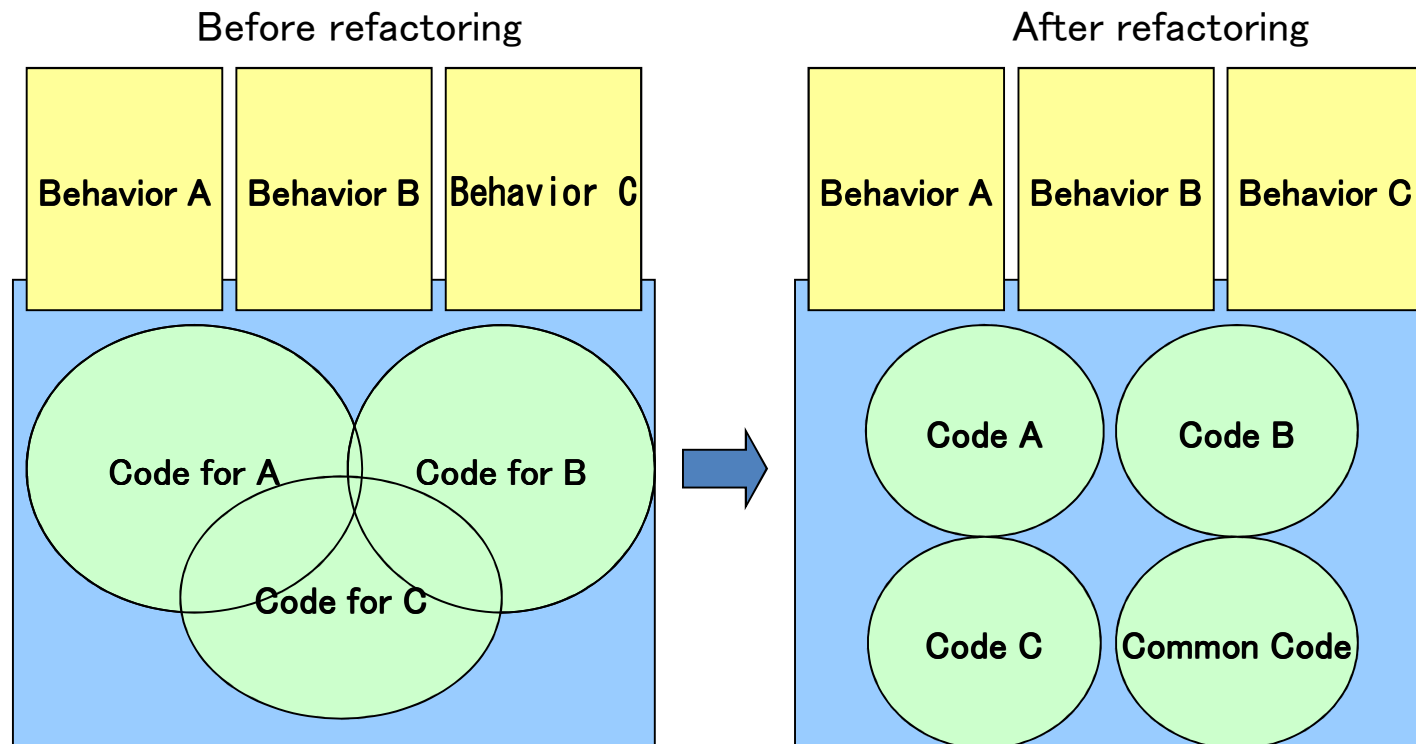 Before refactoring
After refactoring
Behavior A
Behavior B
Behavior C
Behavior A
Behavior B
Behavior C
Code for A
Code for B
Code for C
Code A
Code B
Code C
Common Code